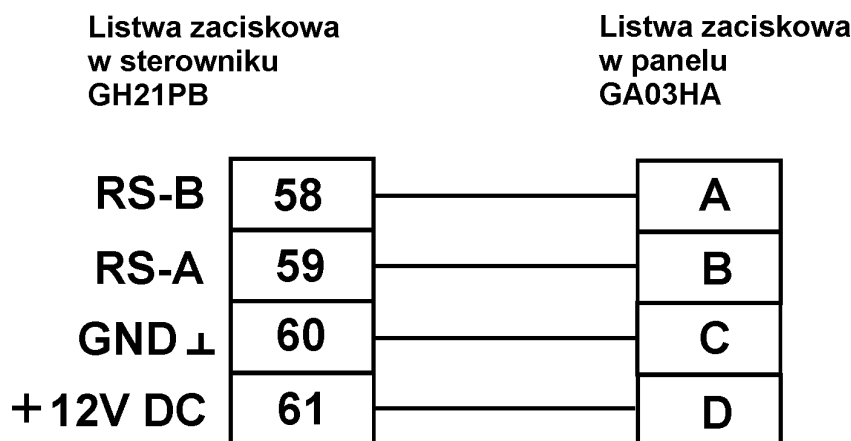 Listwa zaciskowa
w sterowniku
GH21PB
Listwa zaciskowa
w panelu
GA03HA
RS-B 58 A
RS-A 59 B
GND ⊥ 60 C
+12V DC 61 D